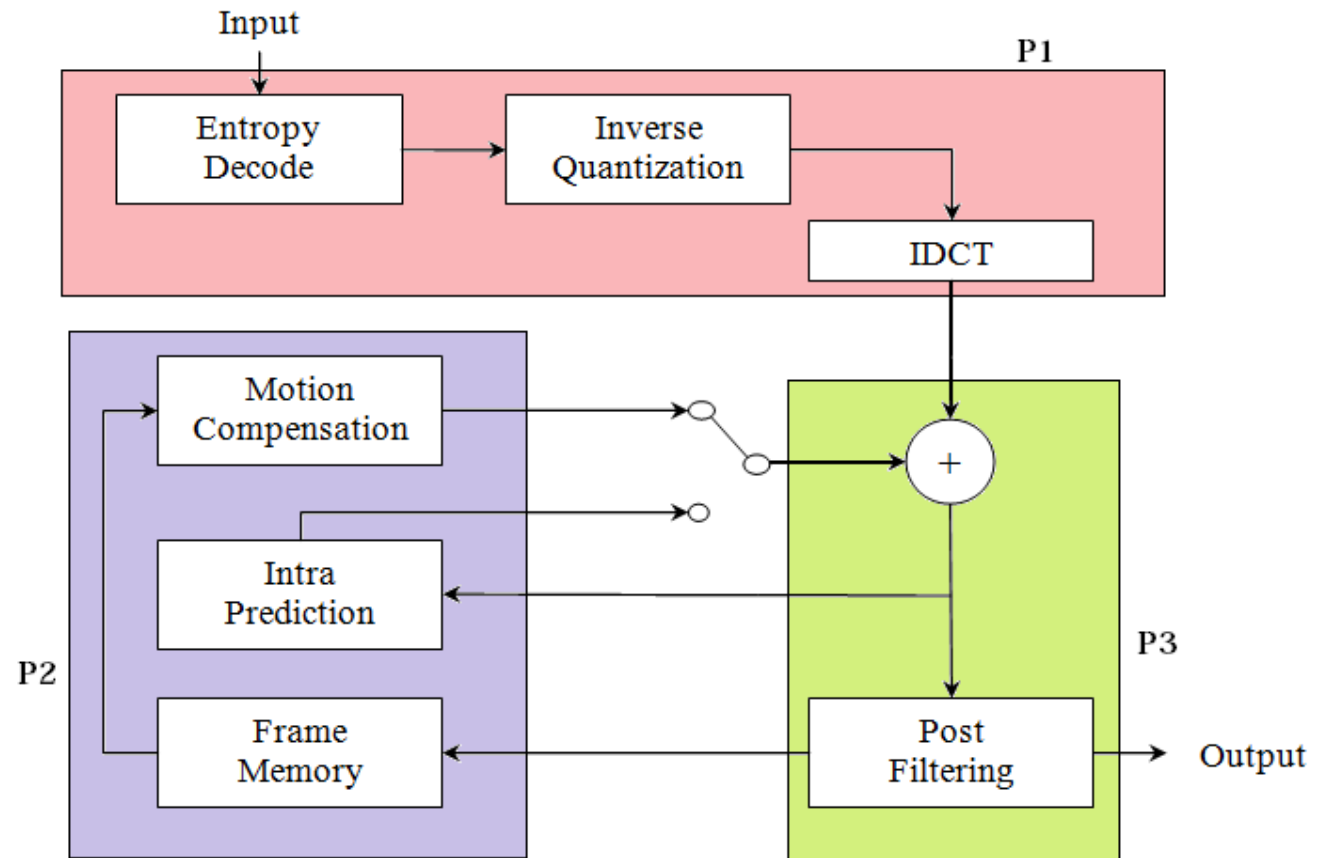 Input
P1
Entropy
Decode
Inverse
Quantization
IDCT
Motion
Compensation
+
Intra
Prediction
P2
P3
Frame
Memory
Post
Filtering
Output